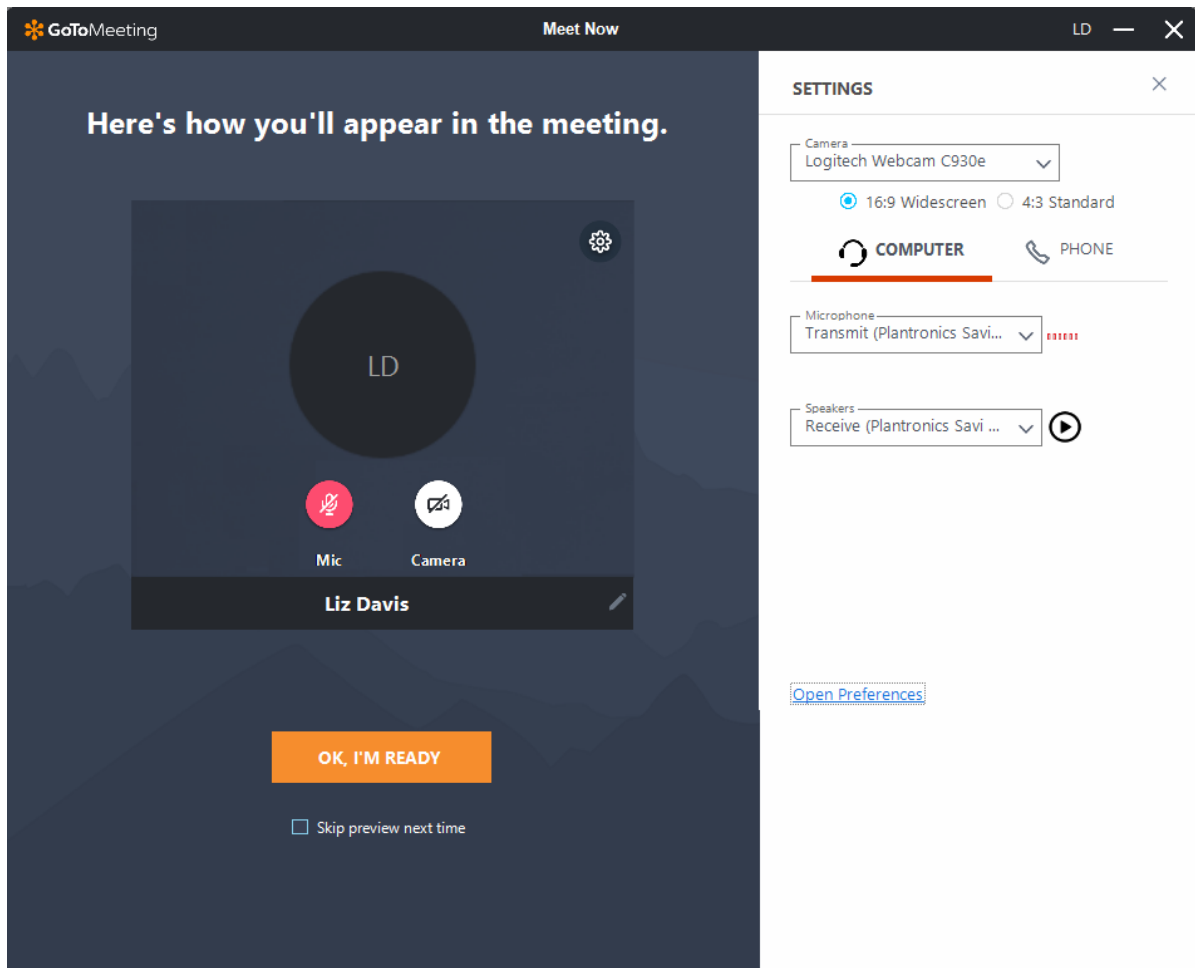 GoToMeeting
Meet Now
LD
Here's how you'll appear in the meeting.
LD
Mic
Camera
Liz Davis
OK, I'M READY
Skip preview next time
SETTINGS
Camera
Logitech Webcam C930e
16:9 Widescreen 4:3 Standard
COMPUTER PHONE
Microphone
Transmit (Plantronics Savi...
Speakers
Receive (Plantronics Savi ...
Open Preferences